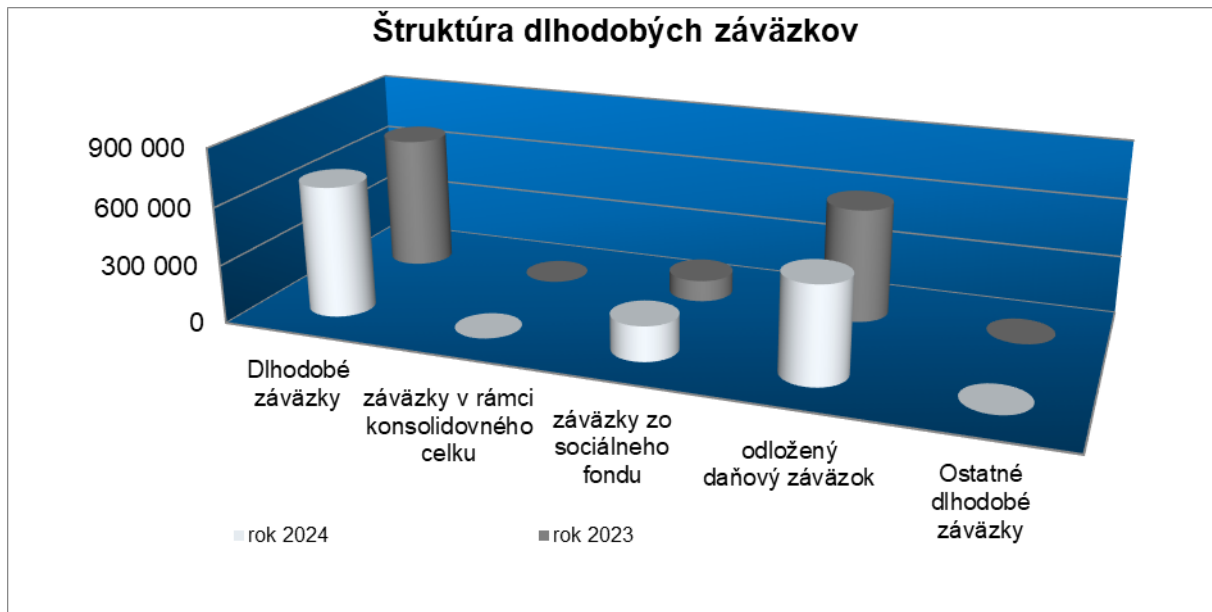 Štruktúra dlhodobých záväzkov
900 000
600 000
300 000
0
Dlhodobé
záväzky
záväzky v rámci
konsolidovného
celku
záväzky zo
sociálneho
fondu
odložený
daňový záväzok
Ostatné
dlhodobé
záväzky
rok 2024
rok 2023